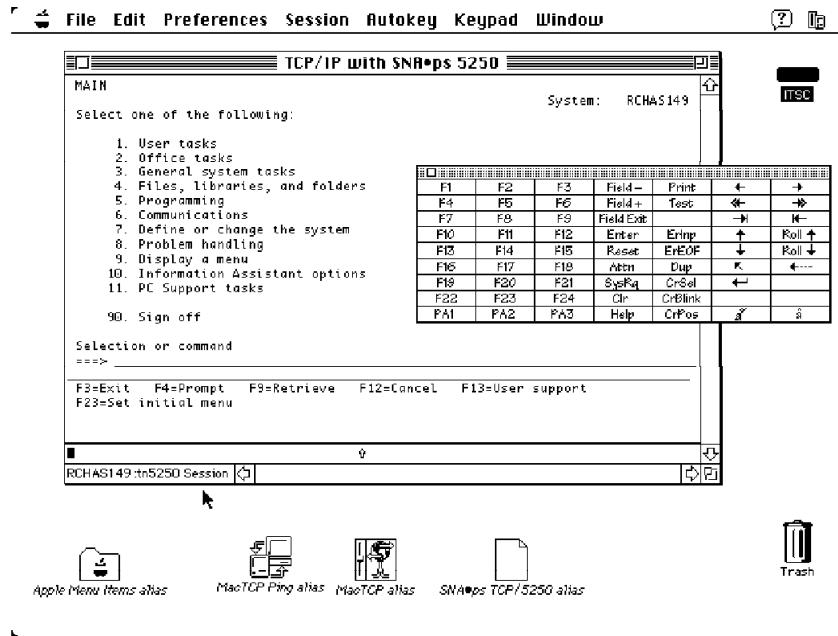 File Edit Preferences Session Autokey Keypad Window
TCP/IP with SNA•ps 5250
MAIN
System: RCHAS149
Select one of the following:
1. User tasks
2. Office tasks
3. General system tasks
4. Files, libraries, and folders
5. Programming
6. Communications
7. Define or change the system
8. Problem handling
9. Display a menu
10. Information Assistant options
11. PC Support tasks
90. Sign off
Selection or command
===>
F3=Exit F4=Prompt F9=Retrieve F12=Cancel F13=User support
F23=Set initial menu
RCHAS149:tn5250 Session
F1 F2 F3 Field- Print ← →
F4 F5 F6 Field+ Test
F7 F8 F9 Field Exit
F10 F11 F12 Enter ErInp ↑ Roll ↑
F13 F14 F15 Reset ErEOF ↓ Roll ↓
F16 F17 F18 Attn Dup
F19 F20 F21 SysRq CrSel
F22 F23 F24 Clr CrBlink
PA1 PA2 PA3 Help CrPos
ITSC
Apple Menu Items alias
MacTCP Ping alias
MacTCP alias
SNA•ps TCP/5250 alias
Trash